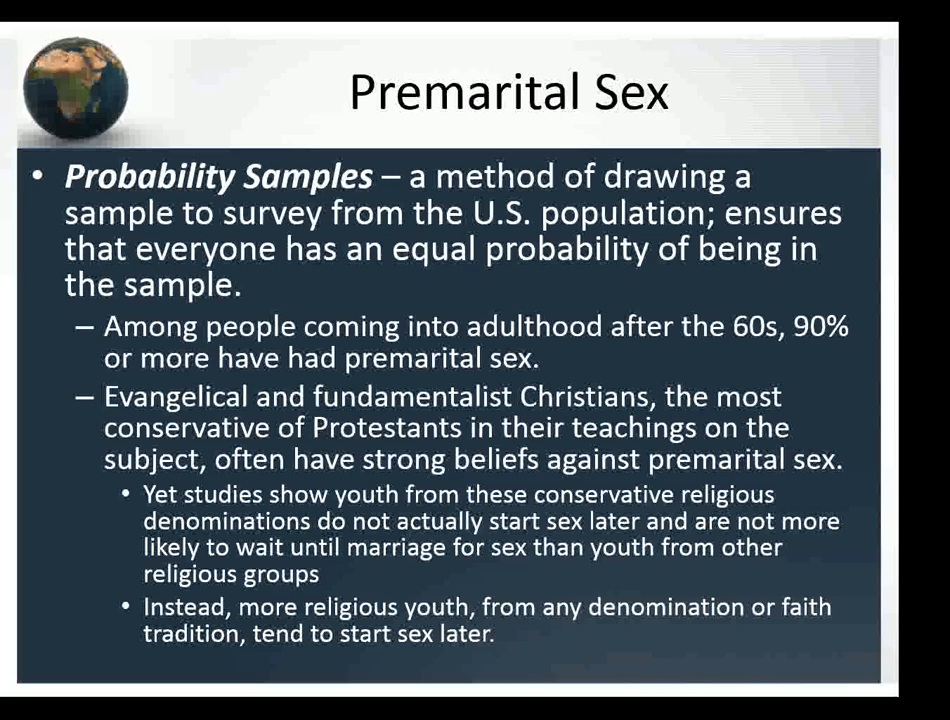 Premarital Sex
• Probability Samples – a method of drawing a
sample to survey from the U.S. population; ensures
that everyone has an equal probability of being in
the sample.
– Among people coming into adulthood after the 60s, 90%
or more have had premarital sex.
– Evangelical and fundamentalist Christians, the most
conservative of Protestants in their teachings on the
subject, often have strong beliefs against premarital sex.
• Yet studies show youth from these conservative religious
denominations do not actually start sex later and are not more
likely to wait until marriage for sex than youth from other
religious groups
• Instead, more religious youth, from any denomination or faith
tradition, tend to start sex later.